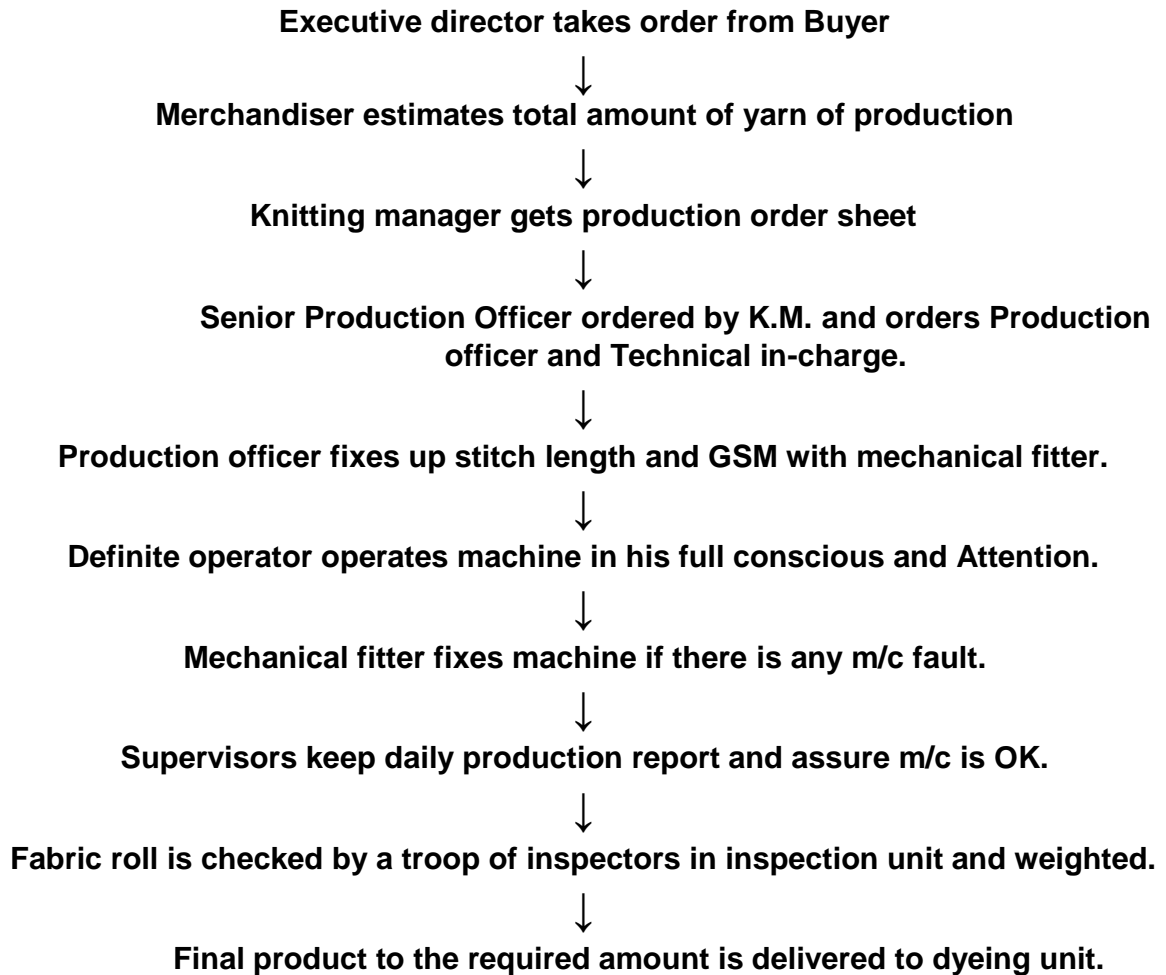 Executive director takes order from Buyer
↓
Merchandiser estimates total amount of yarn of production
↓
Knitting manager gets production order sheet
↓
Senior Production Officer ordered by K.M. and orders Production
officer and Technical in-charge.
↓
Production officer fixes up stitch length and GSM with mechanical fitter.
↓
Definite operator operates machine in his full conscious and Attention.
↓
Mechanical fitter fixes machine if there is any m/c fault.
↓
Supervisors keep daily production report and assure m/c is OK.
↓
Fabric roll is checked by a troop of inspectors in inspection unit and weighted.
↓
Final product to the required amount is delivered to dyeing unit.